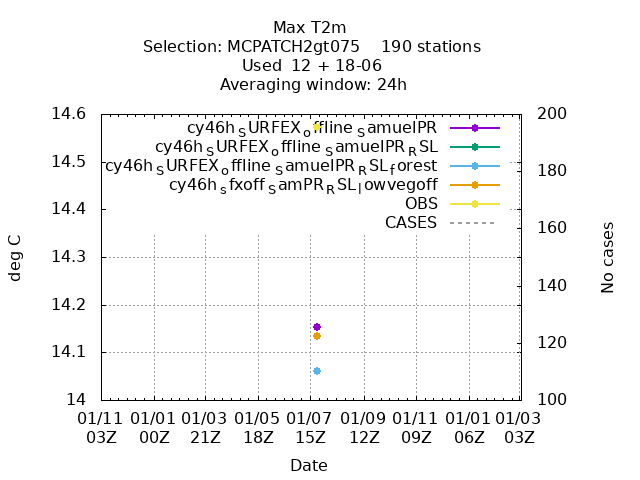 Max T2m
Selection: MCPATCH2gt075 190 stations
Used 12 + 18-06
Averaging window: 24h
14.6
14.5
14.4
14.3
14.2
14.1
14
200
180
160
140
120
100
cy46h_SURFEX_offline_SamuelPR
cy46h_SURFEX_offline_SamuelPR_RSL
cy46h_SURFEX_offline_SamuelPR_RSL_forest
cy46h_sfxoff_SamPR_RSL_lowvegoff
OBS
CASES
deg C
No cases
01/11 01/01 01/03 01/05 01/07 01/09 01/11 01/01 01/03
03Z 00Z 21Z 18Z 15Z 12Z 09Z 06Z 03Z
Date